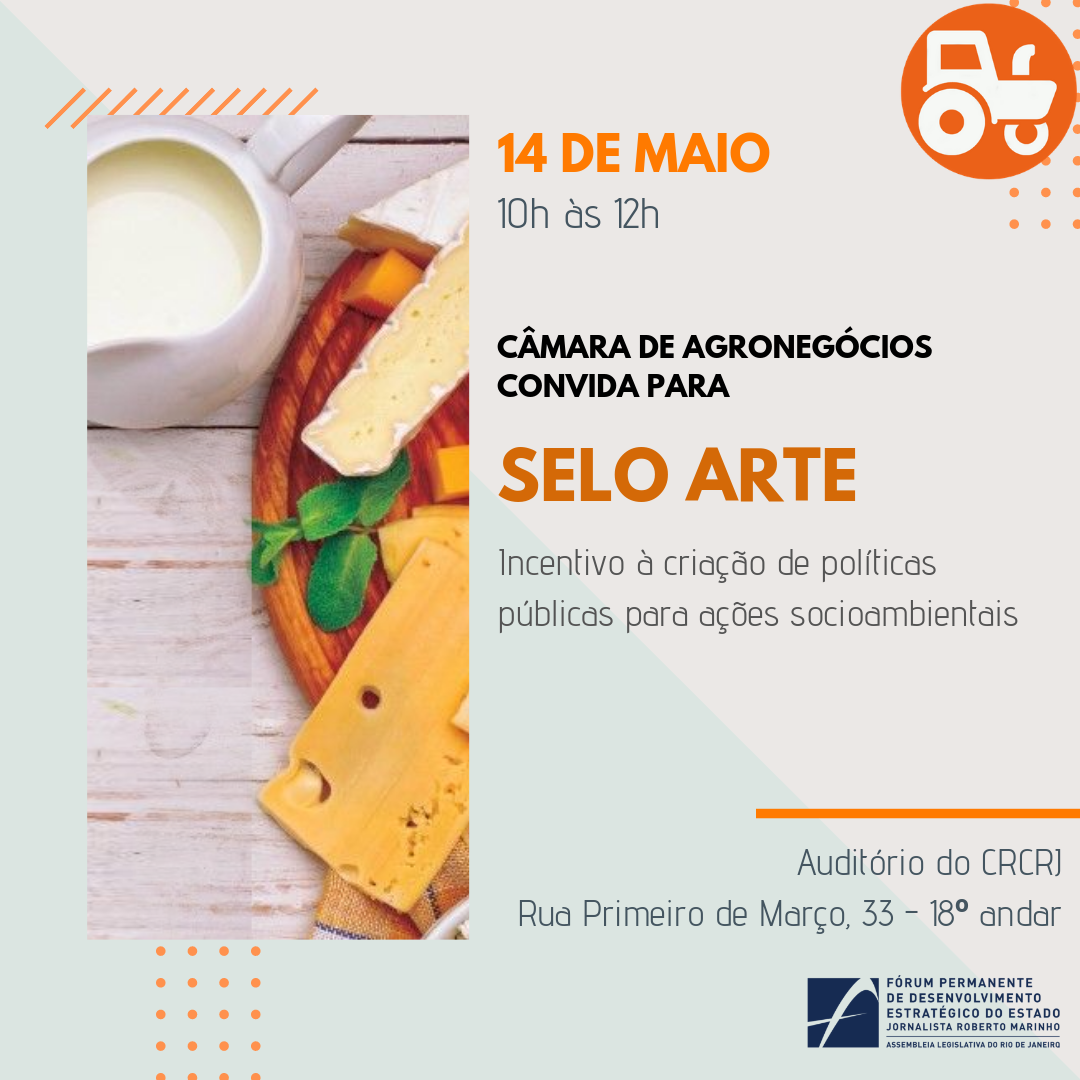 14 DE MAIO
10h às 12h
CÂMARA DE AGRONEGÓCIOS
CONVIDA PARA
SELO ARTE
Incentivo à criação de políticas
públicas para ações socioambientais
Auditório do CRCRJ
Rua Primeiro de Março, 33 - 18º andar
FÓRUM PERMANENTE
DE DESENVOLVIMENTO
ESTRATÉGICO DO ESTADO
JORNALISTA ROBERTO MARINHO
ASSEMBLEIA LEGISLATIVA DO RIO DE JANEIRO